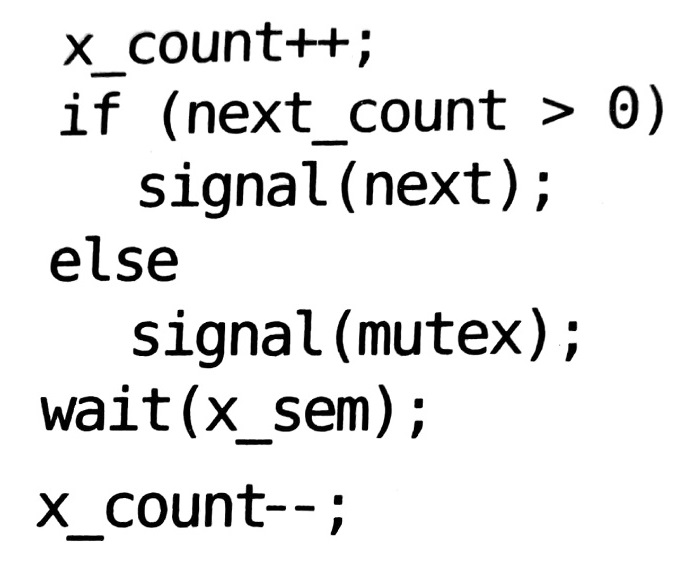 x_count++;
if (next_count > 0)
signal(next);
else
signal(mutex);
wait(x_sem);
x_count--;